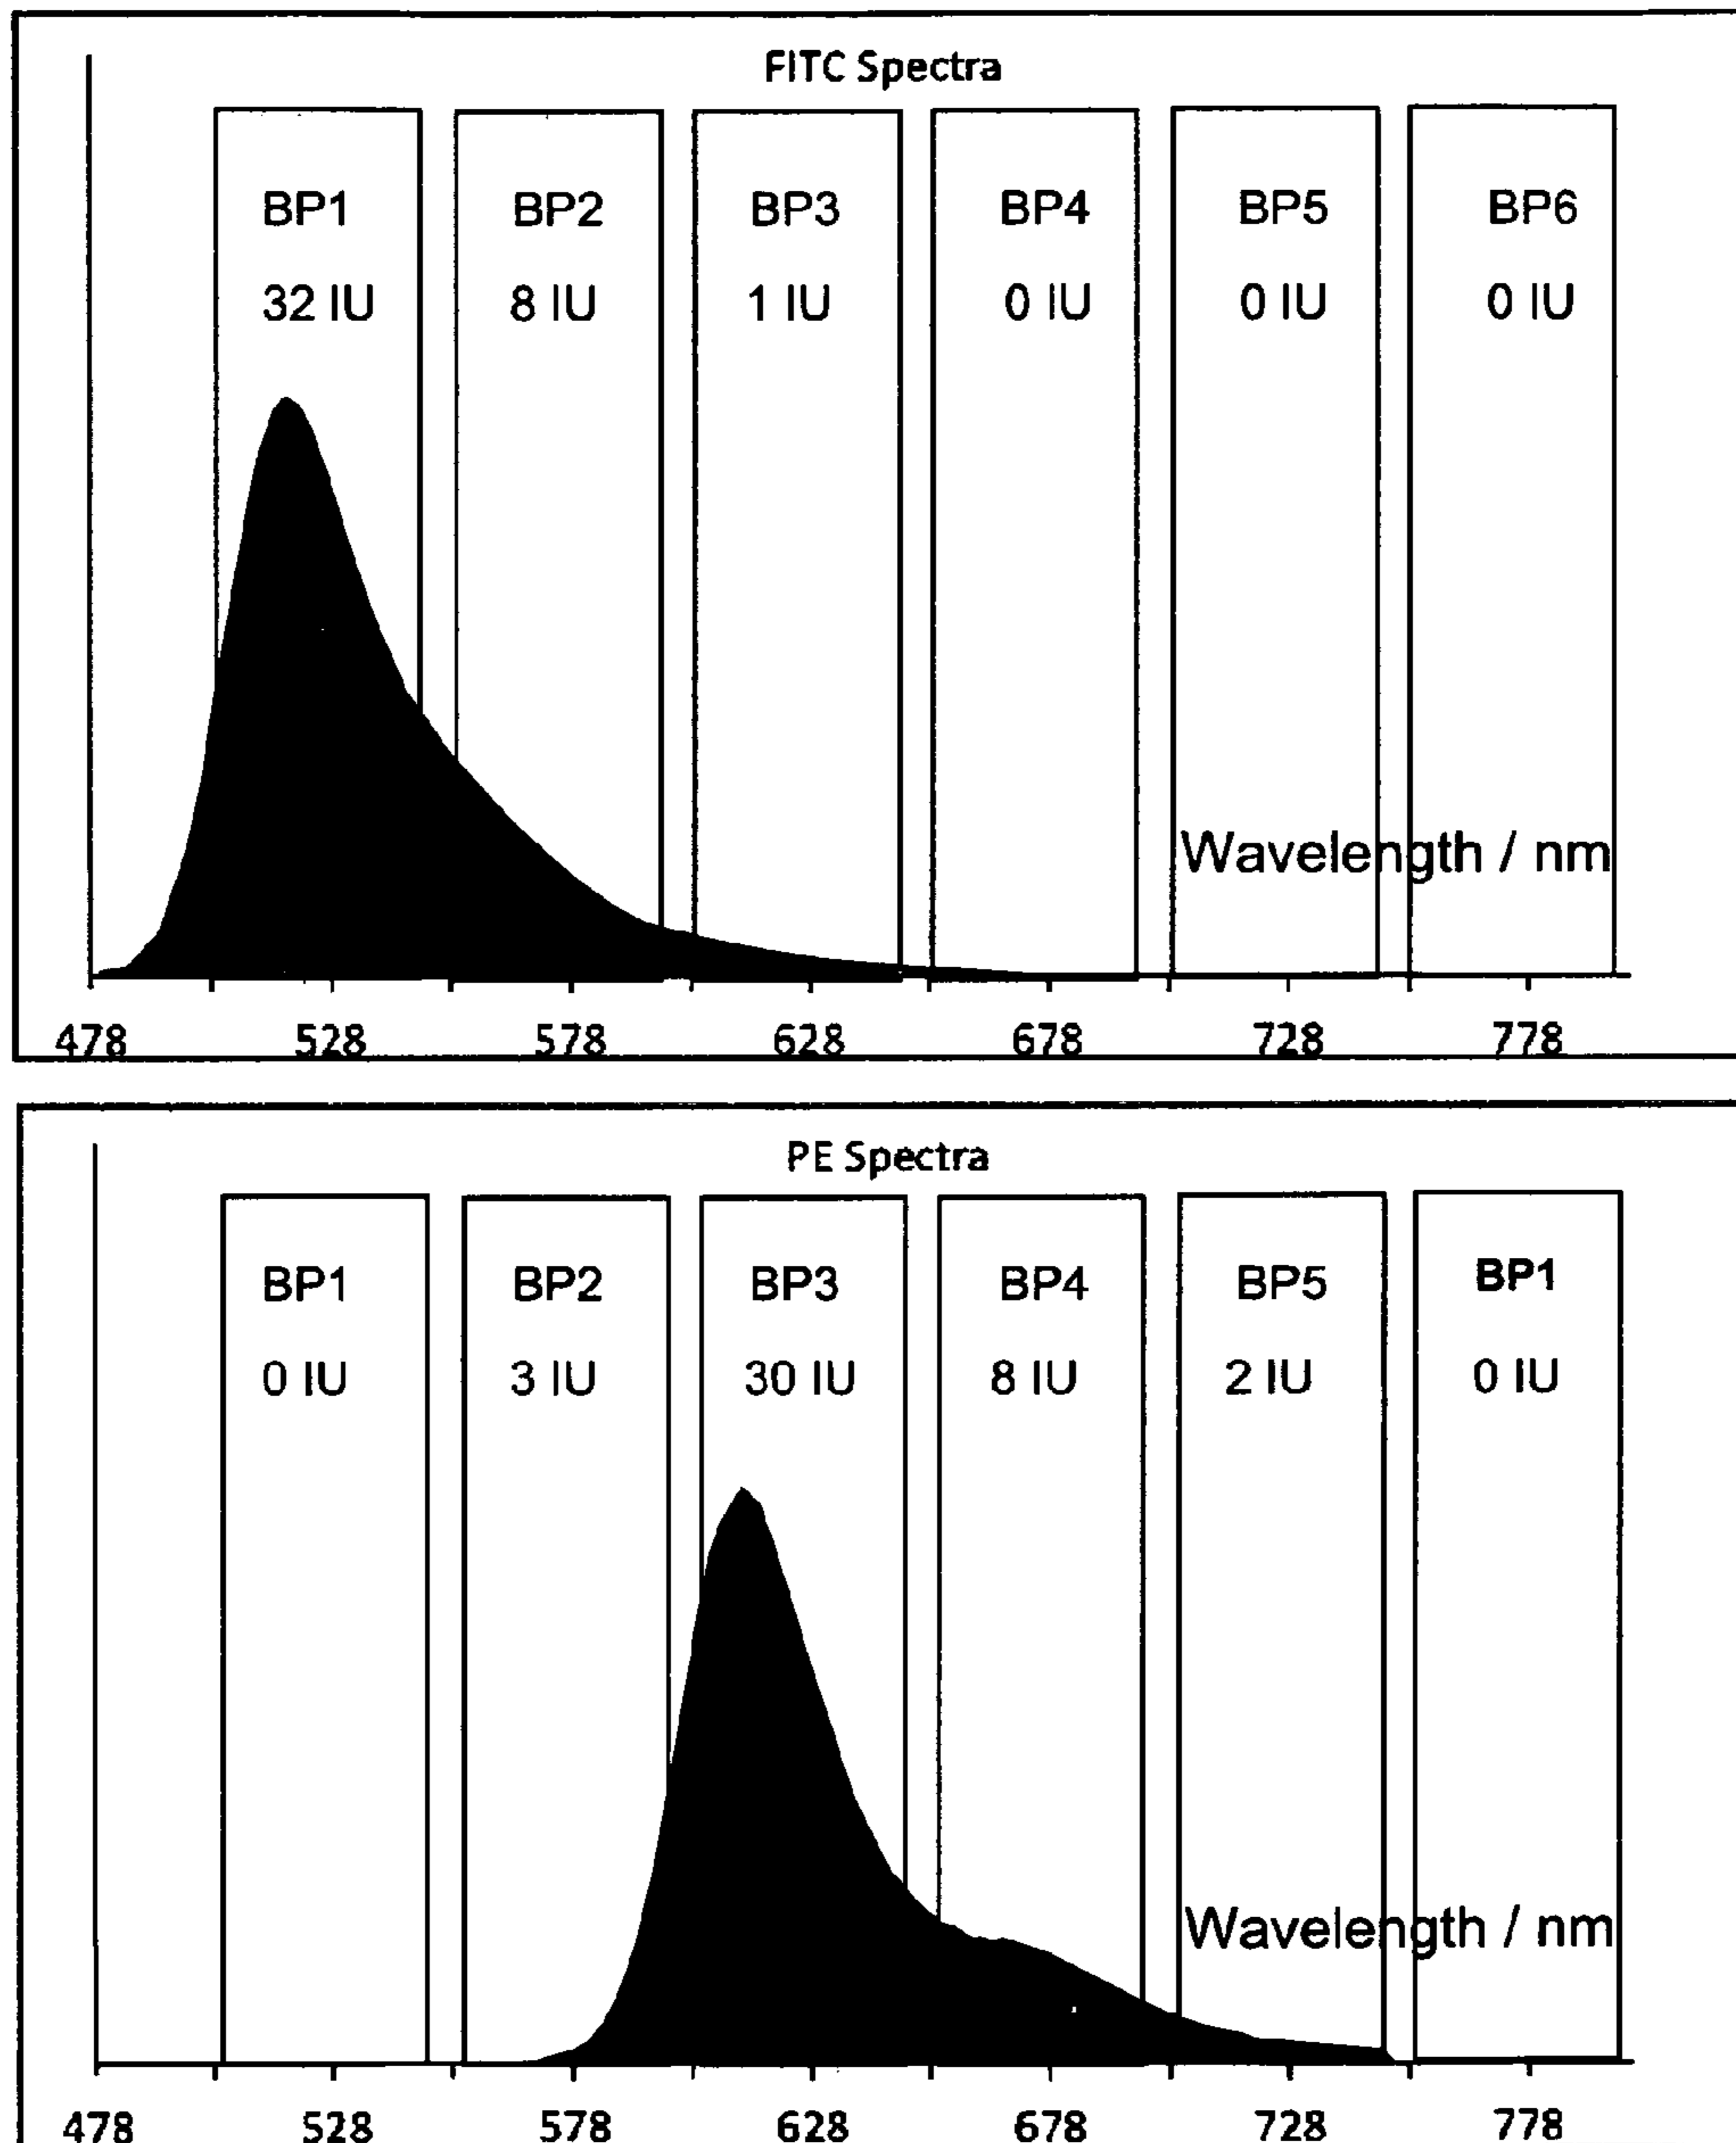 FITC Spectra
BP1 BP2 BP3 BP4 BP5 BP6
32 IU 8 IU 1 IU 0 IU 0 IU 0 IU
Wavelength / nm
478 528 578 628 678 728 778
PE Spectra
BP1 BP2 BP3 BP4 BP5 BP1
0 IU 3 IU 30 IU 8 IU 2 IU 0 IU
Wavelength / nm
478 528 578 628 678 728 778